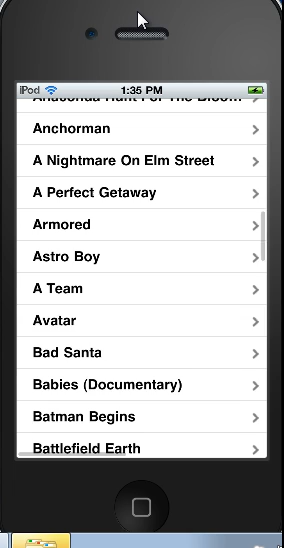 iPod 1:35 PM
Anaconda Hunt For The Bloo...
Anchorman
A Nightmare On Elm Street
A Perfect Getaway
Armored
Astro Boy
A Team
Avatar
Bad Santa
Babies (Documentary)
Batman Begins
Battlefield Earth